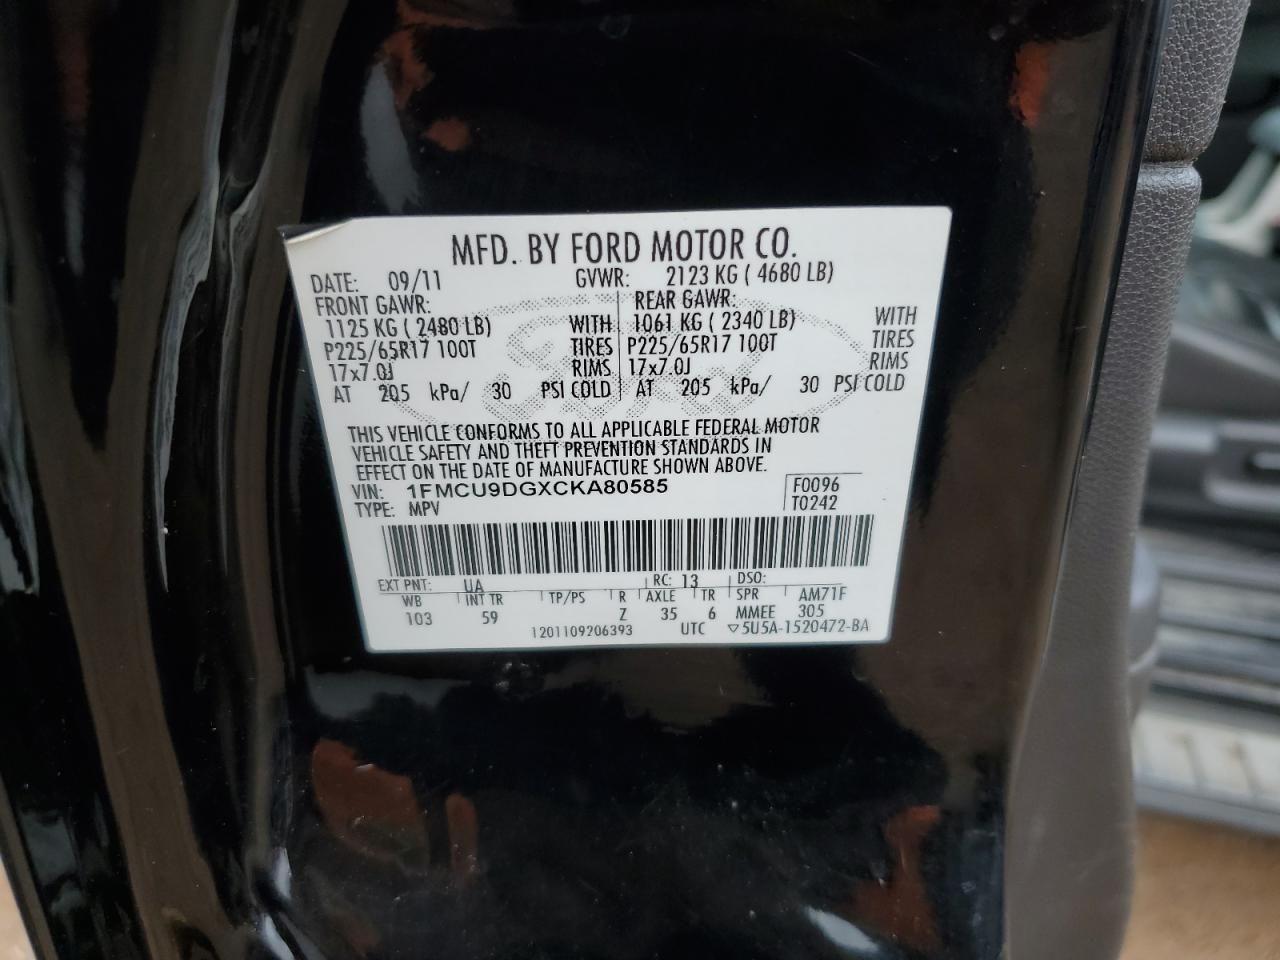 MFD. BY FORD MOTOR CO.
DATE: 09/11 GVWR: 2123 KG ( 4680 LB)
FRONT GAWR: REAR GAWR:
1125 KG ( 2480 LB) WITH 1061 KG ( 2340 LB) WITH
P225/65R17 100T TIRES P225/65R17 100T TIRES
17x7.0J RIMS 17x7.0J RIMS
AT 205 kPa/ 30 PSI COLD AT 205 kPa/ 30 PSI COLD
THIS VEHICLE CONFORMS TO ALL APPLICABLE FEDERAL MOTOR
VEHICLE SAFETY AND THEFT PREVENTION STANDARDS IN
EFFECT ON THE DATE OF MANUFACTURE SHOWN ABOVE.
VIN: 1FMCU9DGXCKA80585 F0096
TYPE: MPV T0242
EXT PNT: UA RC: 13 DSO:
WB INT TR TP/PS R AXLE TR SPR AM71F
103 59 Z 35 6 MMEE 305
1201109206393 UTC ▽5U5A-1520472-BA